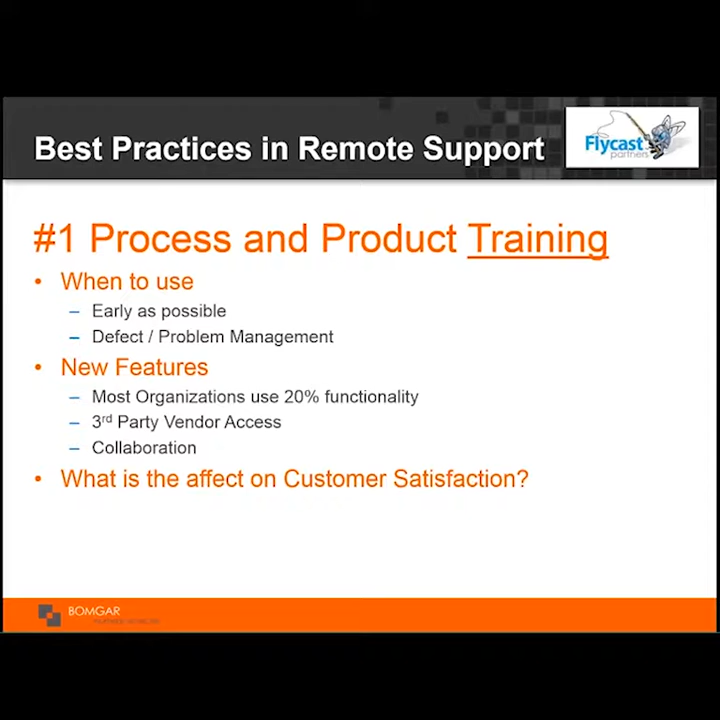 Best Practices in Remote Support
Flycast
partners
#1 Process and Product Training
• When to use
– Early as possible
– Defect / Problem Management
• New Features
– Most Organizations use 20% functionality
– 3rd Party Vendor Access
– Collaboration
• What is the affect on Customer Satisfaction?
BOMGAR